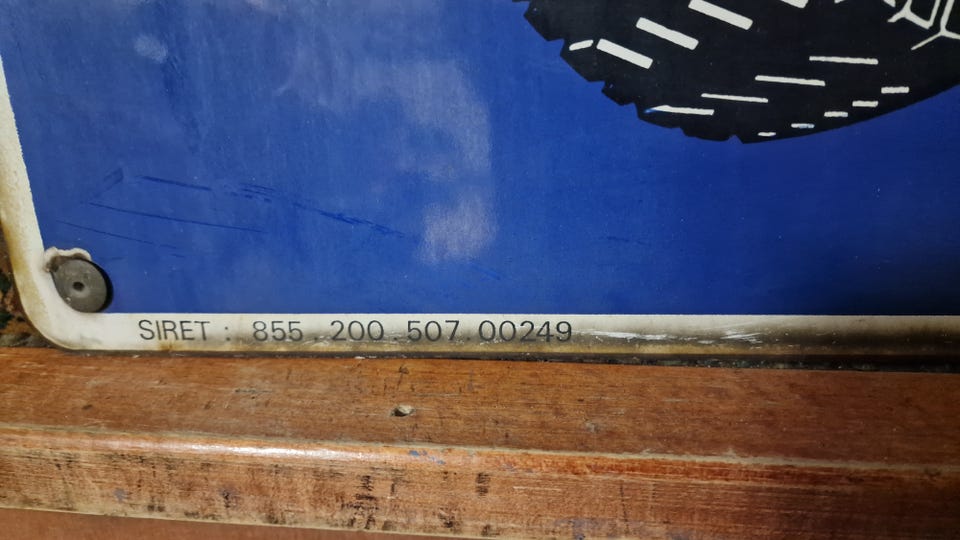 SIRET : 855 . 200 . 507 . 00249